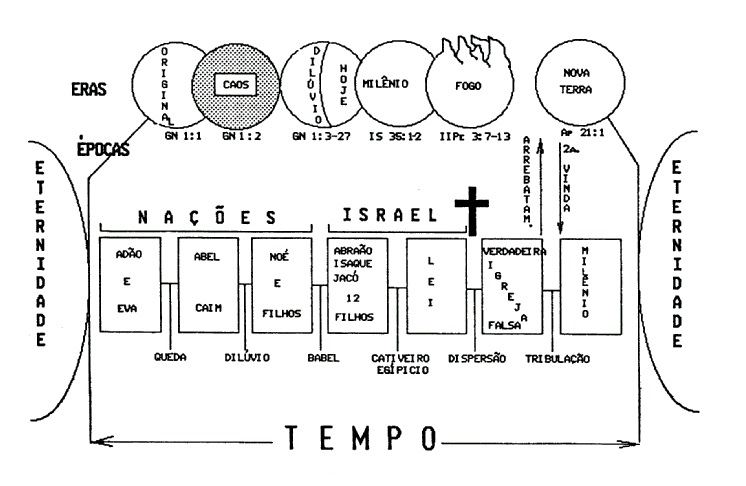 ERAS
ORIGINAL
CAOS
DILÚVIO
HOJE
MILÊNIO
FOGO
NOVA
TERRA
GN 1:1
GN 1:2
GN 1:3-27
IS 35:1-2
IIPE 3:7-13
AP 21:1
ÉPOCAS
ETERNIDADE
ARREBATAM.
2a.
VINDA
ETERNIDADE
NAÇÕES
ISRAEL
ADÃO
E
EVA
ABEL
CAIM
NOÉ
E
FILHOS
ABRAÃO
ISAQUE
JACÓ
12
FILHOS
LEI
VERDADEIRA
IGREJA
FALSA
MILÊNIO
QUEDA
DILÚVIO
BABEL
CATIVEIRO
EGÍPICIO
DISPERSÃO
TRIBULAÇÃO
TEMPO